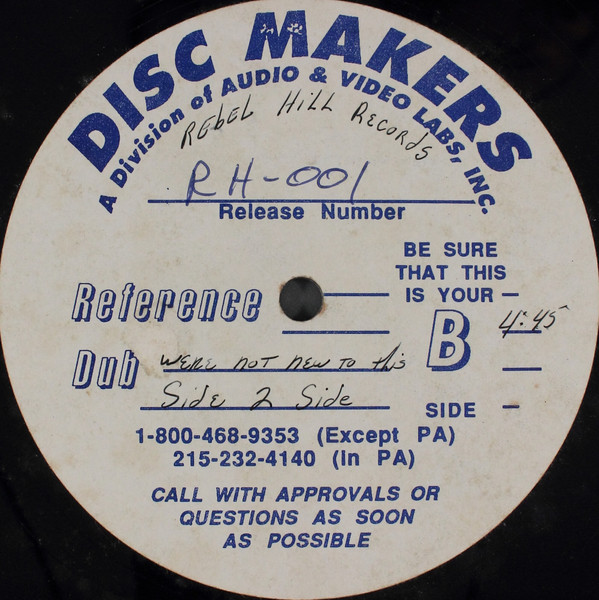 DISC MAKERS
A Division of AUDIO & VIDEO LABS, INC.
Rebel Hill Records
RH-001
Release Number
BE SURE
THAT THIS
IS YOUR
Reference
B
4:45
Dub
were not new to this
Side 2 Side
SIDE
1-800-468-9353 (Except PA)
215-232-4140 (in PA)
CALL WITH APPROVALS OR
QUESTIONS AS SOON
AS POSSIBLE